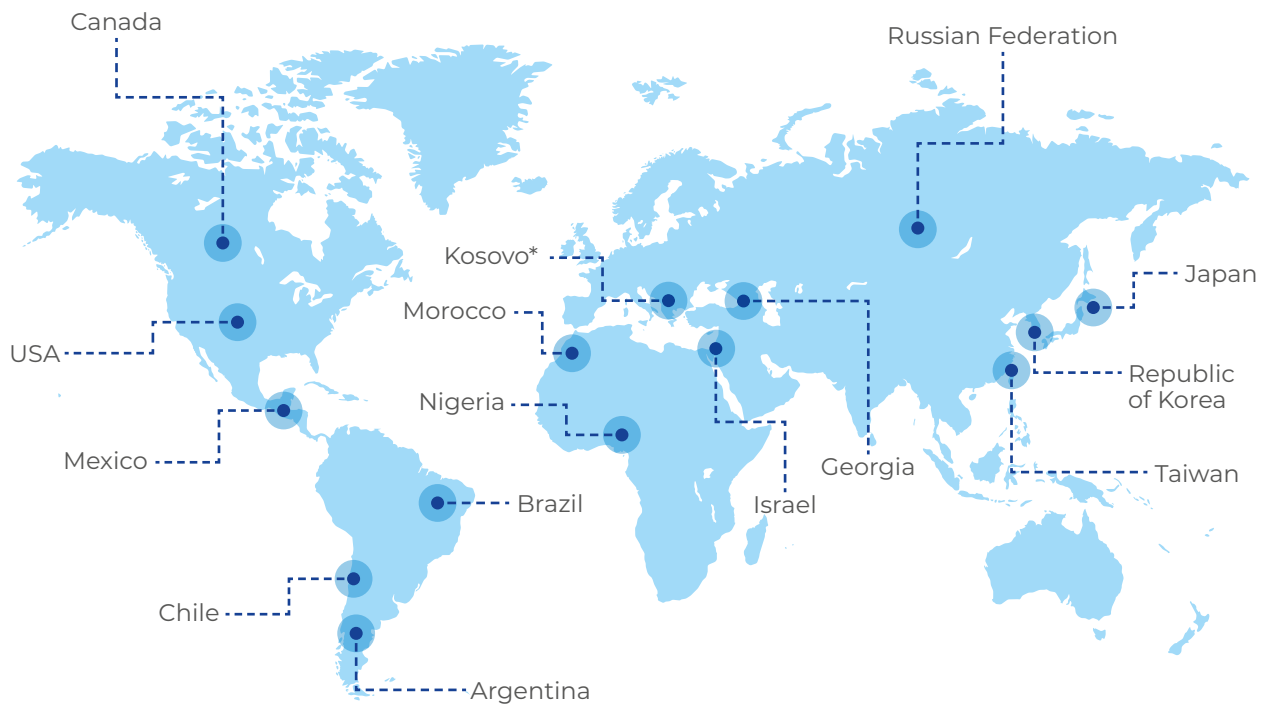 Canada
Russian Federation
Kosovo*
Japan
Morocco
USA
Republic
of Korea
Nigeria
Mexico
Georgia
Taiwan
Brazil
Israel
Chile
Argentina